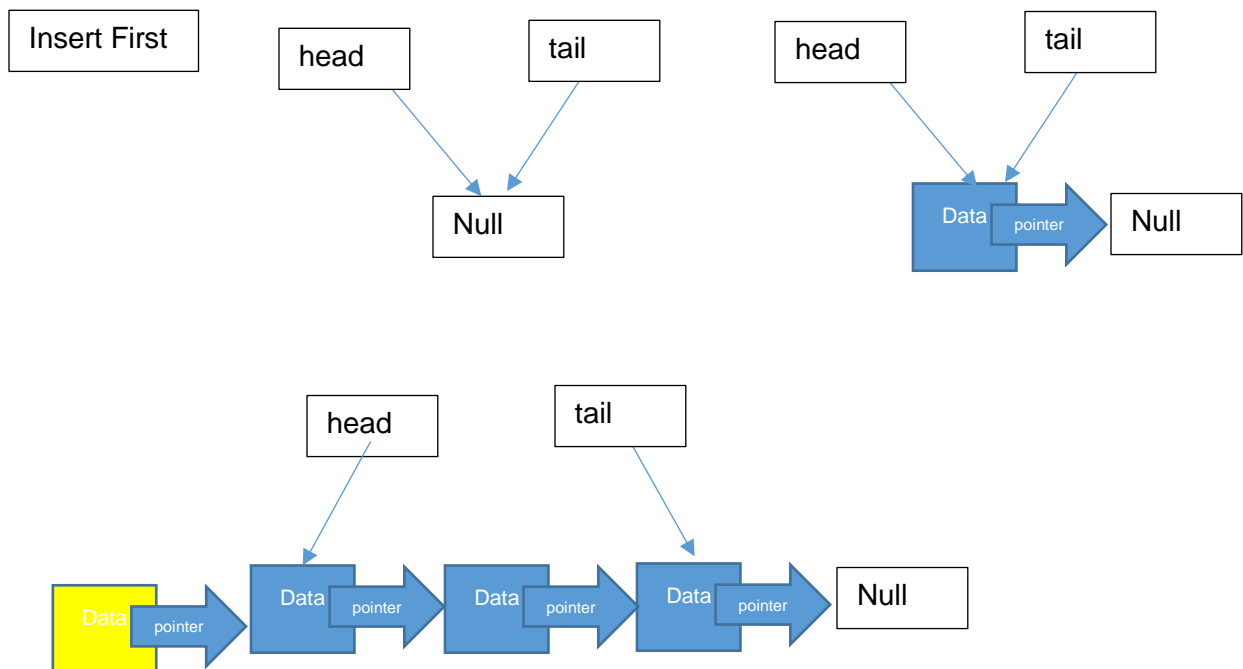 Insert First
head
tail
head
tail
Null
Data
pointer
Null
head
tail
Data
pointer
Data
pointer
Data
pointer
Data
pointer
Null